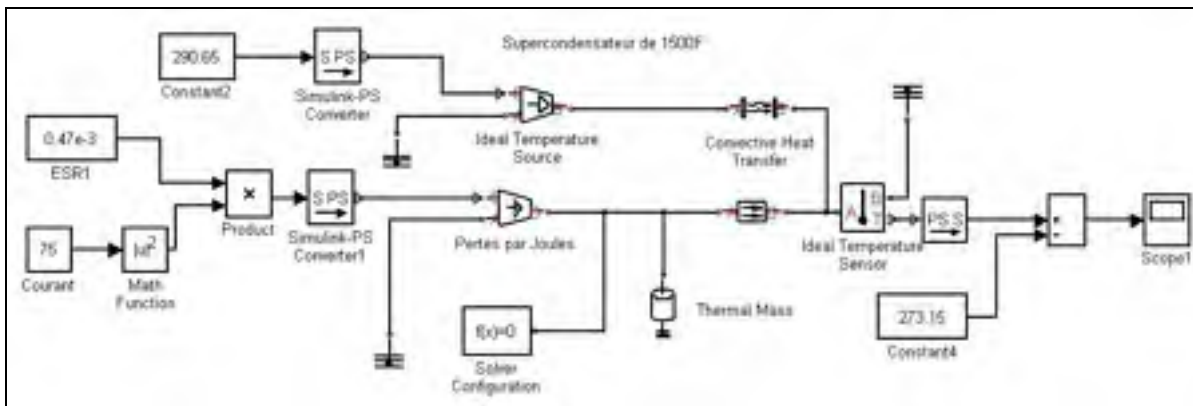 Supercondensateur de 1500F
290.65
Constant2
S PS
Simulink-PS
Converter
Ideal Temperature
Source
Convective Heat
Transfer
0.47e-3
ESR1
x
Product
S PS
Simulink-PS
Converter1
Pertes par Joules
75
Courant
|u|²
Math
Function
f(x)=0
Solver
Configuration
Thermal Mass
A
B
T
Ideal Temperature
Sensor
PS S
273.15
Constant4
Scope1